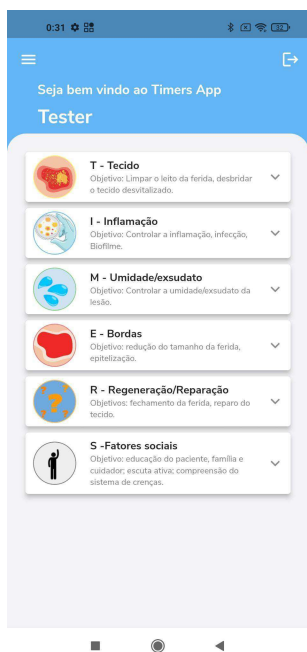 0:31
32
Seja bem vindo ao Timers App
Tester
T - Tecido
Objetivo: Limpar o leito da ferida, desbridar
o tecido desvitalizado.
I - Inflamação
Objetivo: Controlar a inflamação, infecção,
Biofilme.
M - Umidade/exsudato
Objetivo: Controlar a umidade/exsudato da
lesão.
E - Bordas
Objetivo: redução do tamanho da ferida,
epitelização.
R - Regeneração/Reparação
Objetivos: fechamento da ferida, reparo do
tecido.
S -Fatores sociais
Objetivo: educação do paciente, família e
cuidador; escuta ativa; compreensão do
sistema de crenças.